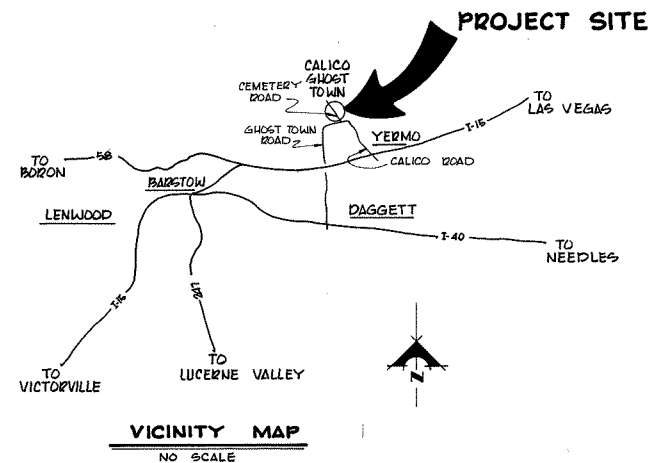 PROJECT SITE
CALICO
GHOST
TOWN
CEMETERY
ROAD
TO
LAS VEGAS
GHOST TOWN
ROAD
YERMO
I-15
CALICO ROAD
TO
BORON
58
BARSTOW
LENWOOD
DAGGETT
I-40
TO
NEEDLES
I-15
247
TO
VICTORVILLE
TO
LUCERNE VALLEY
N
VICINITY MAP
NO SCALE